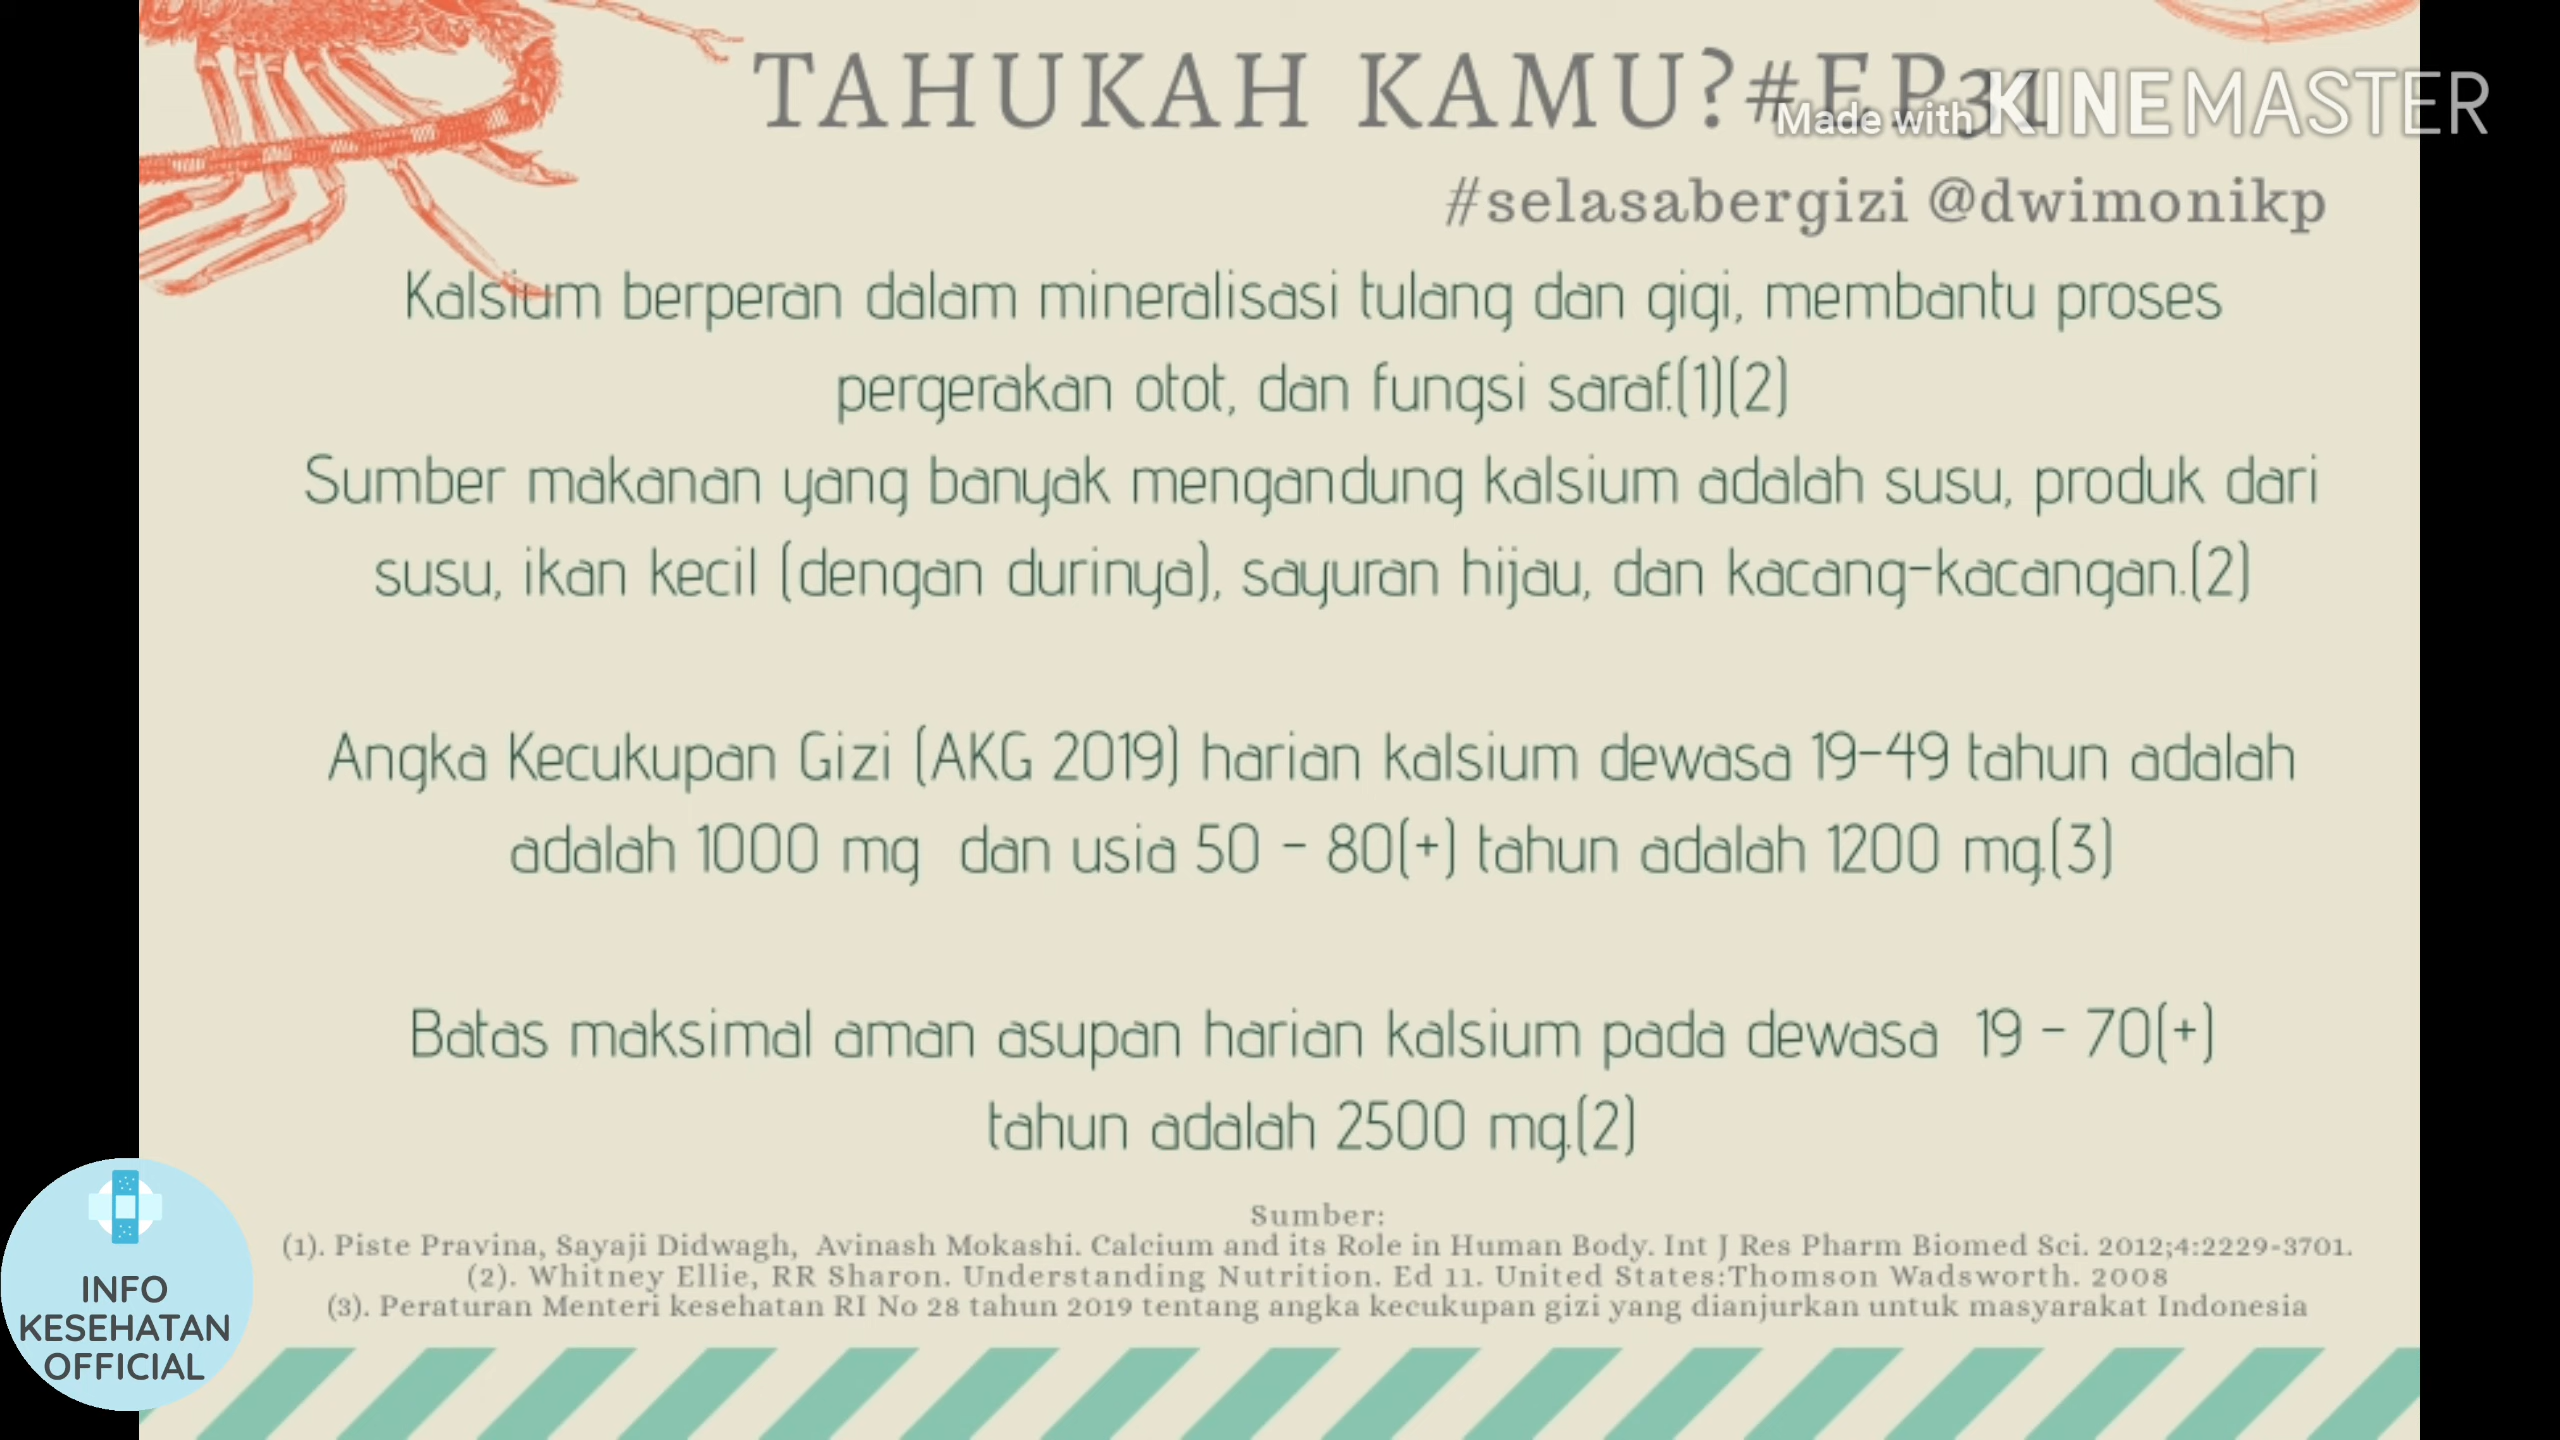 TAHUKAH KAMU?#EP31
Made with KINEMASTER
#selasabergizi @dwimonikp
Kalsium berperan dalam mineralisasi tulang dan gigi, membantu proses
pergerakan otot, dan fungsi saraf.(1)(2)
Sumber makanan yang banyak mengandung kalsium adalah susu, produk dari
susu, ikan kecil (dengan durinya), sayuran hijau, dan kacang-kacangan.(2)
Angka Kecukupan Gizi (AKG 2019) harian kalsium dewasa 19-49 tahun adalah
adalah 1000 mg dan usia 50 - 80(+) tahun adalah 1200 mg.(3)
Batas maksimal aman asupan harian kalsium pada dewasa 19 - 70(+)
tahun adalah 2500 mg.(2)
Sumber:
(1). Piste Pravina, Sayaji Didwagh, Avinash Mokashi. Calcium and its Role in Human Body. Int J Res Pharm Biomed Sci. 2012;4:2229-3701.
(2). Whitney Ellie, RR Sharon. Understanding Nutrition. Ed 11. United States:Thomson Wadsworth. 2008
(3). Peraturan Menteri kesehatan RI No 28 tahun 2019 tentang angka kecukupan gizi yang dianjurkan untuk masyarakat Indonesia
INFO
KESEHATAN
OFFICIAL